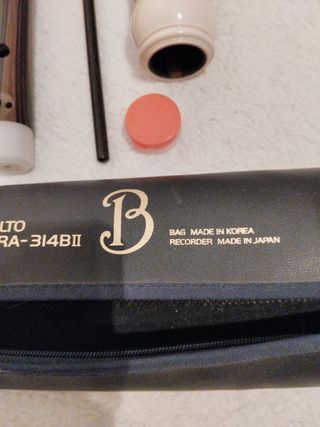 LTO
RA-314BII
B
BAG MADE IN KOREA
RECORDER MADE IN JAPAN